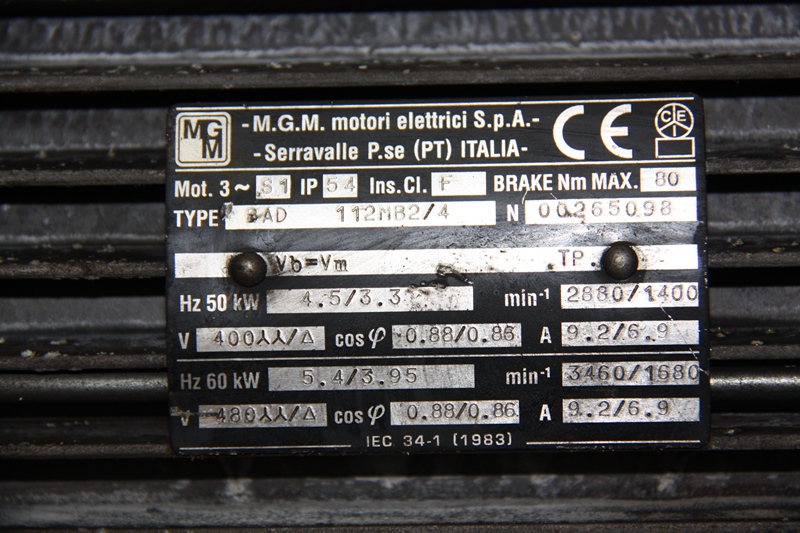 MGM -M.G.M. motori elettrici S.p.A.- CE CEI
-Serravalle P.se (PT) ITALIA-
Mot. 3~ S1 IP 54 Ins.Cl. F BRAKE Nm MAX. 80
TYPE BAD 112MB2/4 N 00265098
Vb=Vm TP.
Hz 50 kW 4.5/3.3 min-¹ 2880/1400
V 400⅄⅄/Δ cosφ 0.88/0.86 A 9.2/6.9
Hz 60 kW 5.4/3.95 min-¹ 3460/1680
V 480⅄⅄/Δ cosφ 0.88/0.86 A 9.2/6.9
IEC 34-1 (1983)